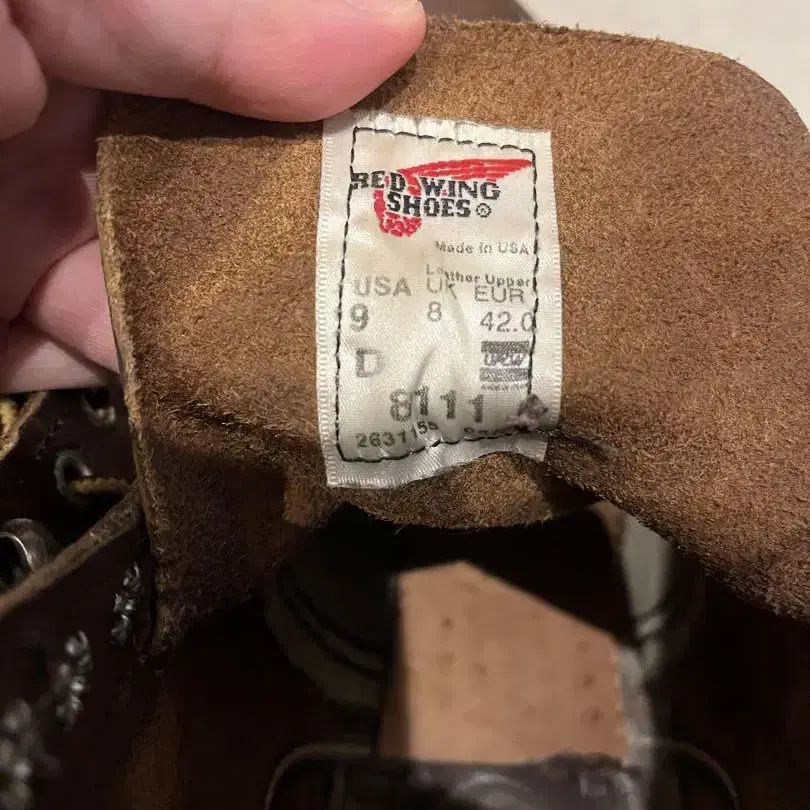 RED WING
SHOES®
Made in USA
Leather Upper
USA UK EUR
9 8 42.0
D
8111